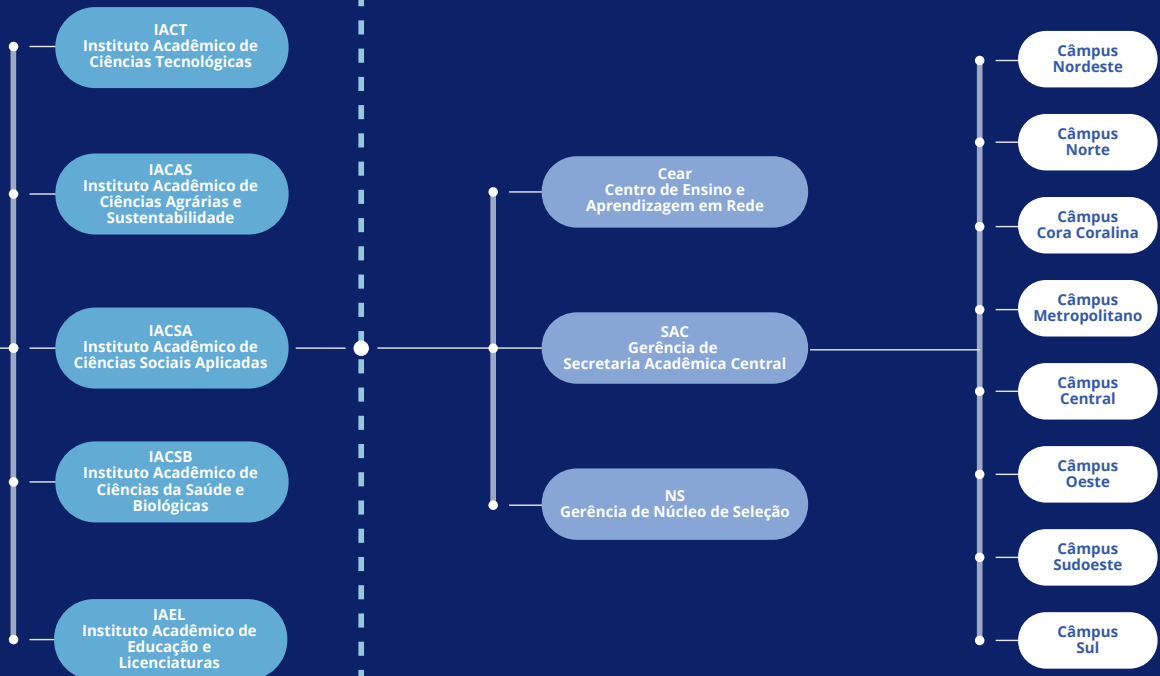 IACT
Instituto Acadêmico de
Ciências Tecnológicas
IACAS
Instituto Acadêmico de
Ciências Agrárias e
Sustentabilidade
IACSA
Instituto Acadêmico de
Ciências Sociais Aplicadas
IACSB
Instituto Acadêmico de
Ciências da Saúde e
Biológicas
IAEL
Instituto Acadêmico de
Educação e
Licenciaturas
Cear
Centro de Ensino e
Aprendizagem em Rede
SAC
Gerência de
Secretaria Acadêmica Central
NS
Gerência de Núcleo de Seleção
Câmpus
Nordeste
Câmpus
Norte
Câmpus
Cora Coralina
Câmpus
Metropolitano
Câmpus
Central
Câmpus
Oeste
Câmpus
Sudoeste
Câmpus
Sul